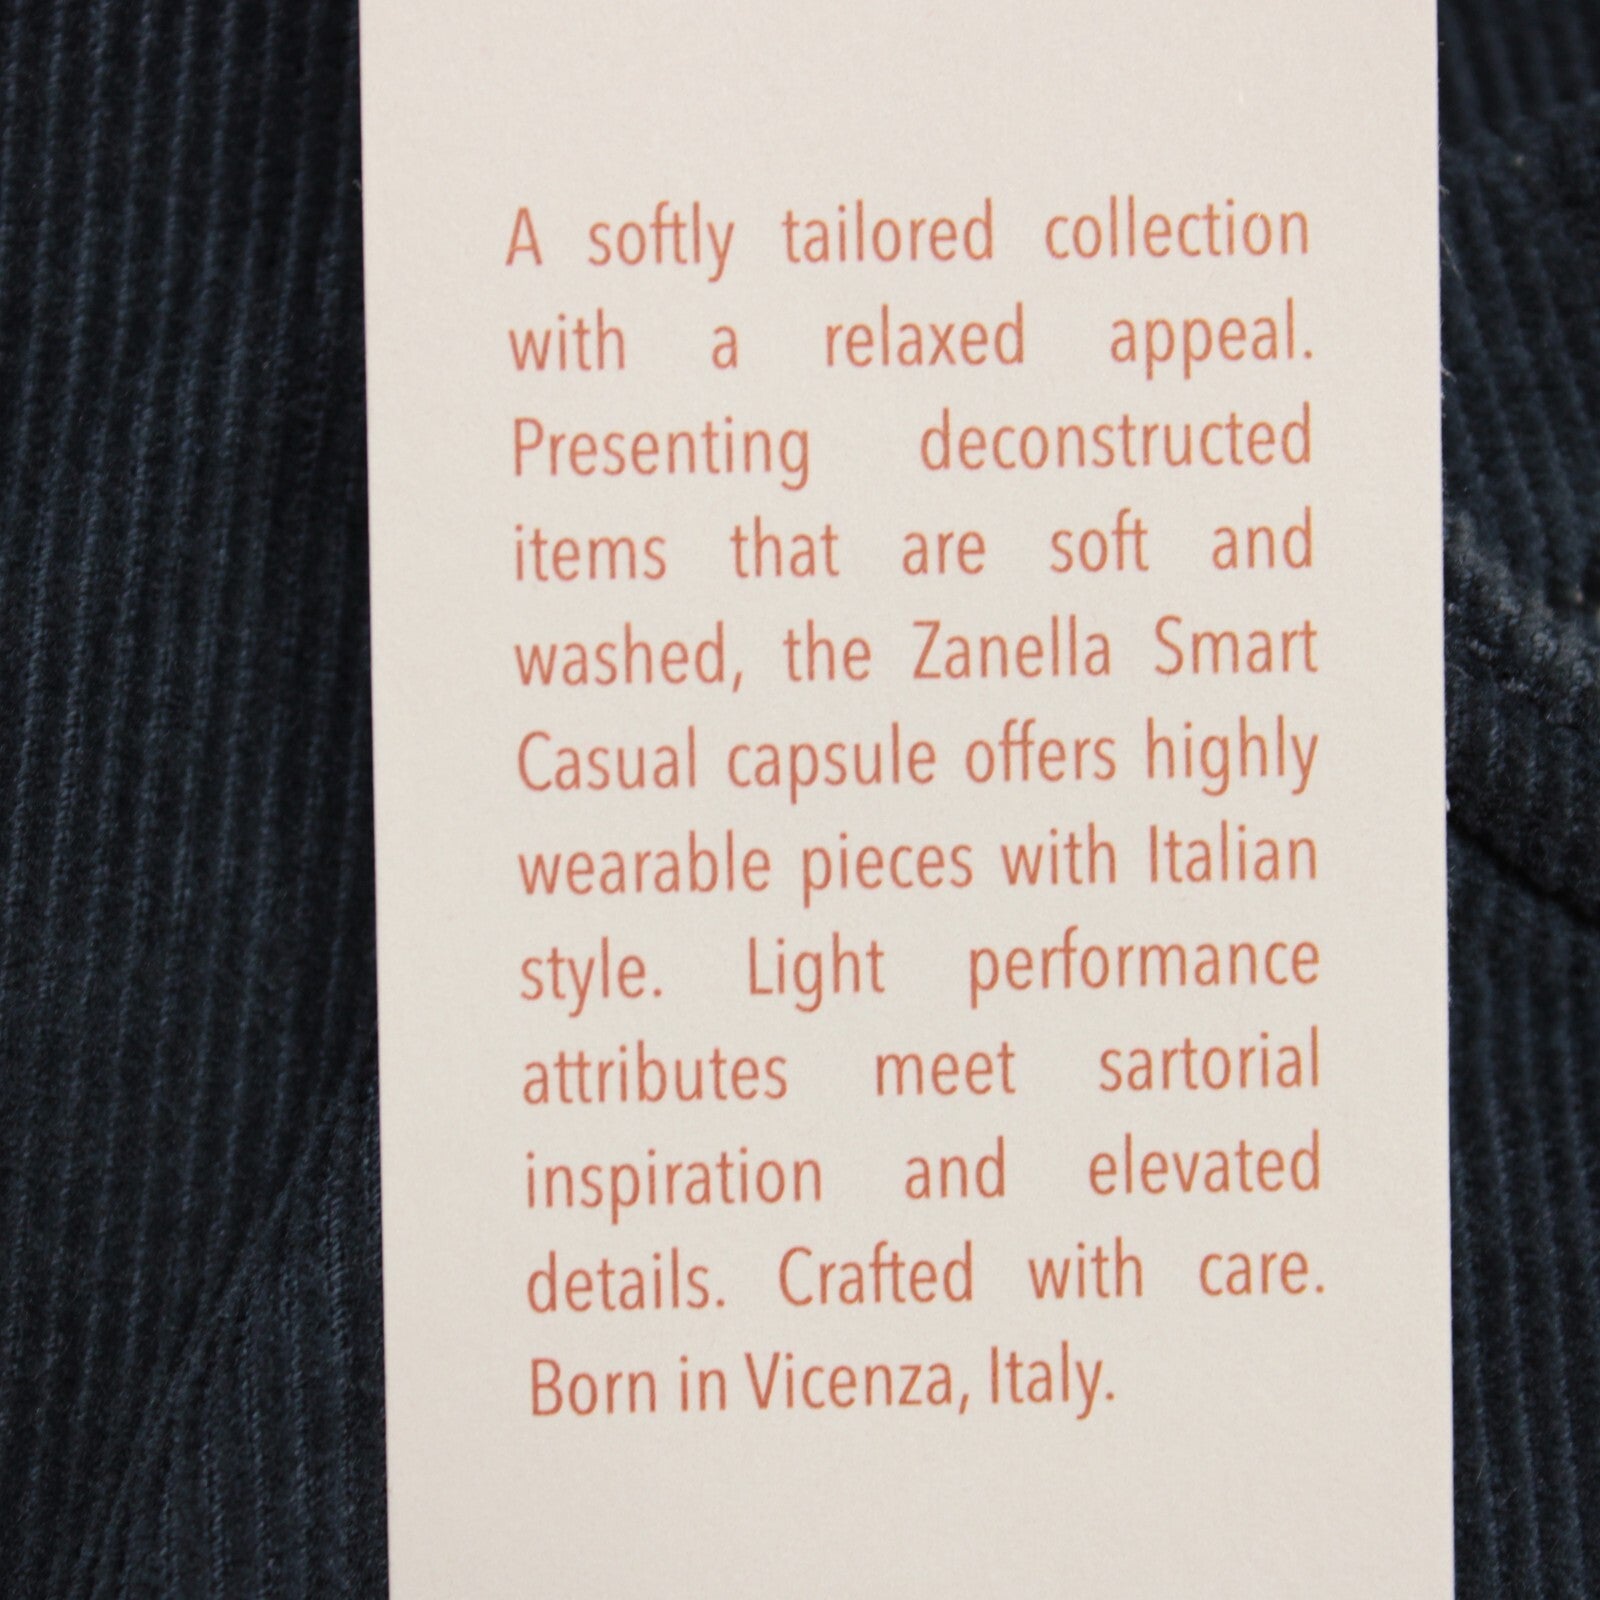 A softly tailored collection
with a relaxed appeal.
Presenting deconstructed
items that are soft and
washed, the Zanella Smart
Casual capsule offers highly
wearable pieces with Italian
style. Light performance
attributes meet sartorial
inspiration and elevated
details. Crafted with care.
Born in Vicenza, Italy.